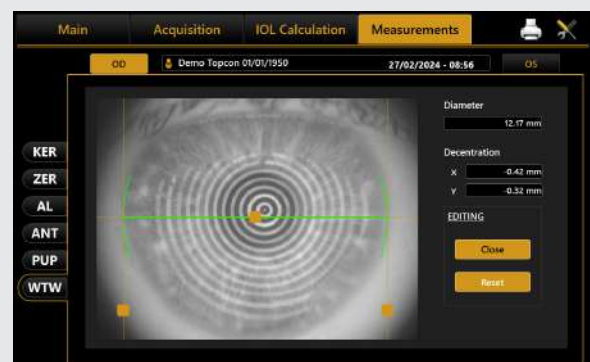 Main Acquisition IOL Calculation Measurements
OD Demo Topcon 01/01/1950 27/02/2024 - 08:56 OS
Diameter
12.17 mm
Decentration
X -0.42 mm
Y -0.32 mm
EDITING
Close
Reset
KER
ZER
AL
ANT
PUP
WTW